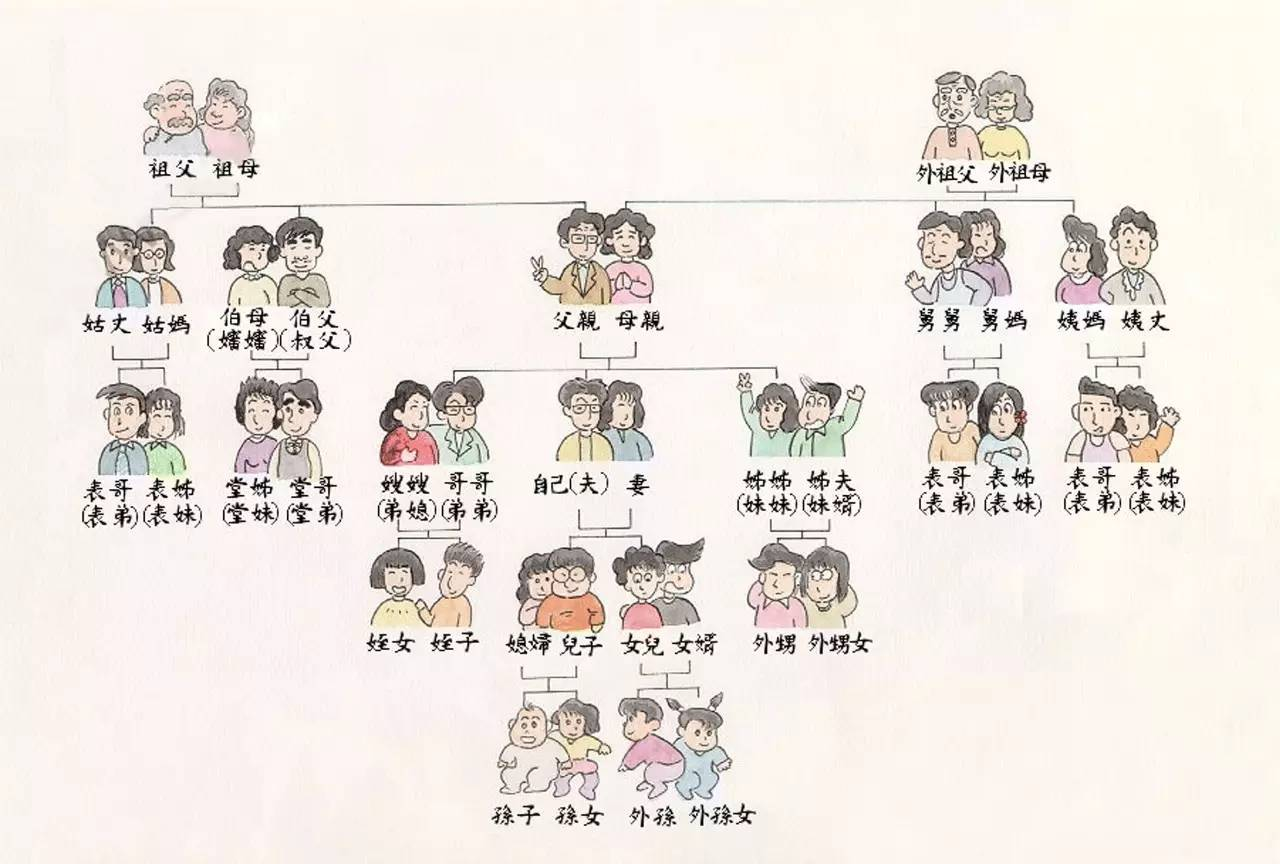 祖父 祖母
外祖父 外祖母
姑丈 姑媽
伯母 伯父
(嬸嬸)(叔父)
父親 母親
舅舅 舅媽
姨媽 姨丈
表哥 表姊
(表弟)(表妹)
堂姊 堂哥
(堂妹)(堂弟)
嫂嫂 哥哥
(弟媳)(弟弟)
自己(夫) 妻
姊姊 姊夫
(妹妹)(妹婿)
表哥 表姊
(表弟)(表妹)
表哥 表姊
(表弟)(表妹)
姪女 姪子
媳婦 兒子
女兒 女婿
外甥 外甥女
孫子 孫女
外孫 外孫女